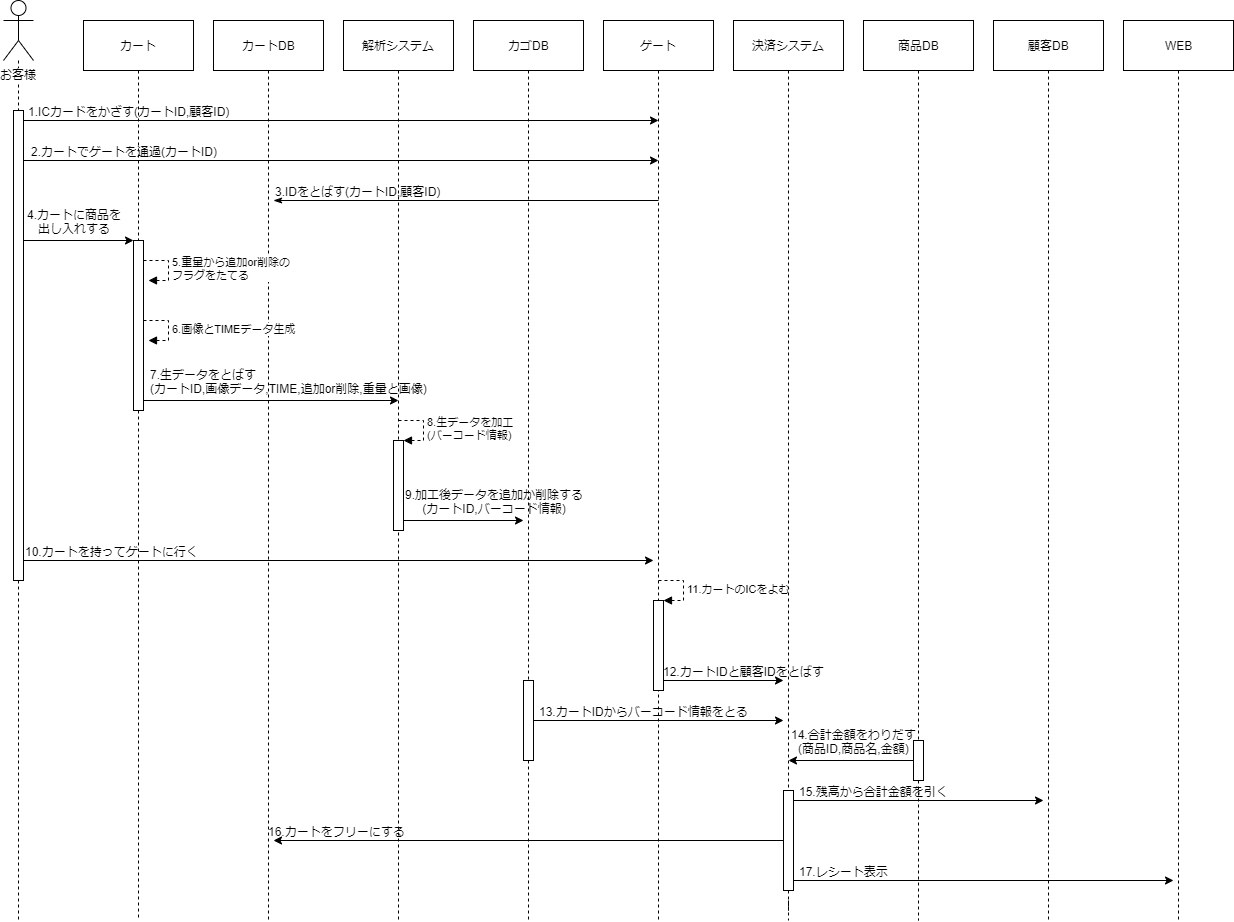 お客様
カート
カートDB
解析システム
カゴDB
ゲート
決済システム
商品DB
顧客DB
WEB
1.ICカードをかざす(カートID,顧客ID)
2.カートでゲートを通過(カートID)
3.IDをとばす(カートID,顧客ID)
4.カートに商品を
出し入れする
5.重量から追加or削除の
フラグをたてる
6.画像とTIMEデータ生成
7.生データをとばす
(カートID,画像データ,TIME,追加or削除,重量と画像)
8.生データを加工
(バーコード情報)
9.加工後データを追加か削除する
(カートID,バーコード情報)
10.カートを持ってゲートに行く
11.カートのICをよむ
12.カートIDと顧客IDをとばす
13.カートIDからバーコード情報をとる
14.合計金額をわりだす
(商品ID,商品名,金額)
15.残高から合計金額を引く
16.カートをフリーにする
17.レシート表示